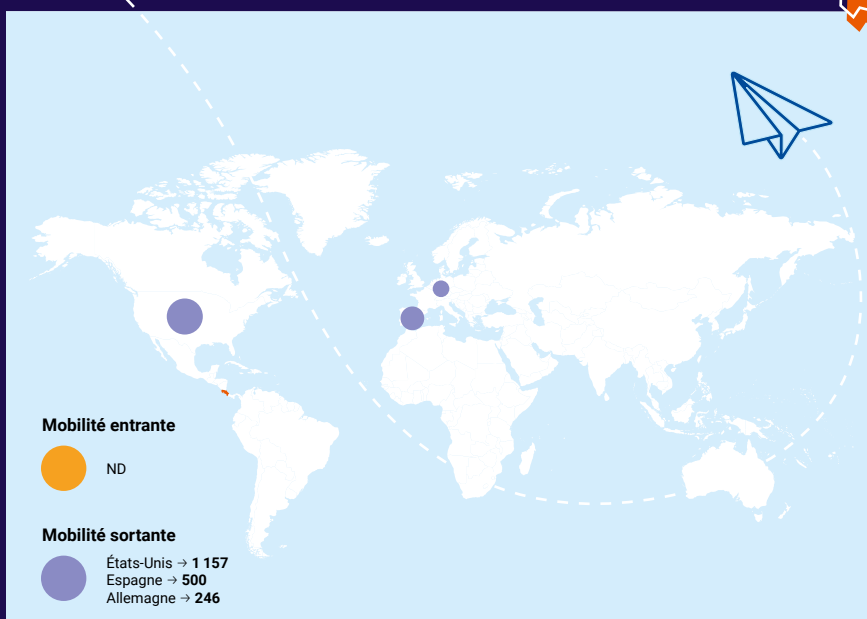 Mobilité entrante
ND
Mobilité sortante
États-Unis → 1 157
Espagne → 500
Allemagne → 246